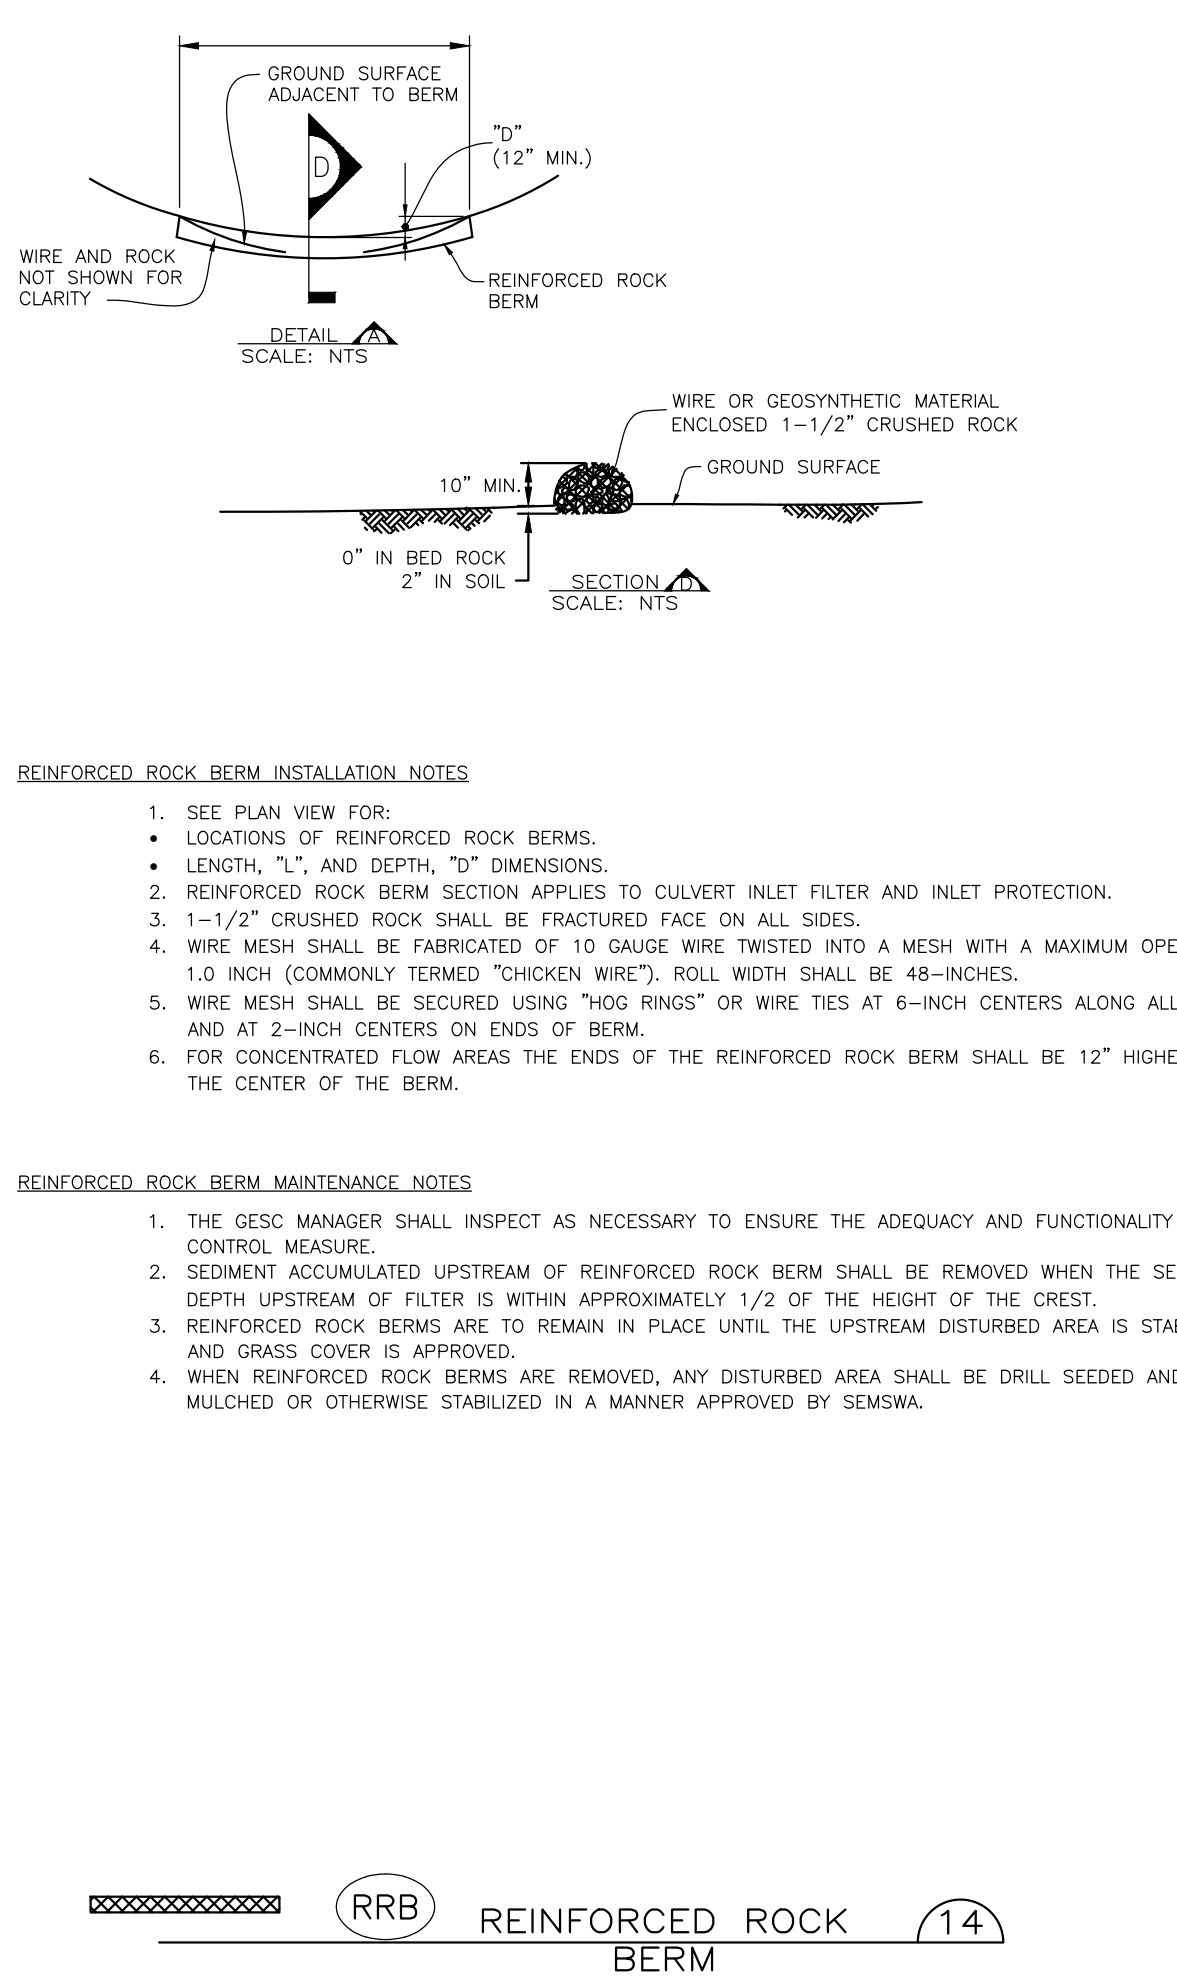 GROUND SURFACE
ADJACENT TO BERM
"D"
(12" MIN.)
D
WIRE AND ROCK
NOT SHOWN FOR
CLARITY
REINFORCED ROCK
BERM
DETAIL A
SCALE: NTS
WIRE OR GEOSYNTHETIC MATERIAL
ENCLOSED 1-1/2" CRUSHED ROCK
GROUND SURFACE
10" MIN.
0" IN BED ROCK
2" IN SOIL
SECTION D
SCALE: NTS
REINFORCED ROCK BERM INSTALLATION NOTES
1. SEE PLAN VIEW FOR:
• LOCATIONS OF REINFORCED ROCK BERMS.
• LENGTH, "L", AND DEPTH, "D" DIMENSIONS.
2. REINFORCED ROCK BERM SECTION APPLIES TO CULVERT INLET FILTER AND INLET PROTECTION.
3. 1-1/2" CRUSHED ROCK SHALL BE FRACTURED FACE ON ALL SIDES.
4. WIRE MESH SHALL BE FABRICATED OF 10 GAUGE WIRE TWISTED INTO A MESH WITH A MAXIMUM OPE
1.0 INCH (COMMONLY TERMED "CHICKEN WIRE"). ROLL WIDTH SHALL BE 48-INCHES.
5. WIRE MESH SHALL BE SECURED USING "HOG RINGS" OR WIRE TIES AT 6-INCH CENTERS ALONG ALL
AND AT 2-INCH CENTERS ON ENDS OF BERM.
6. FOR CONCENTRATED FLOW AREAS THE ENDS OF THE REINFORCED ROCK BERM SHALL BE 12" HIGHE
THE CENTER OF THE BERM.
REINFORCED ROCK BERM MAINTENANCE NOTES
1. THE GESC MANAGER SHALL INSPECT AS NECESSARY TO ENSURE THE ADEQUACY AND FUNCTIONALITY
CONTROL MEASURE.
2. SEDIMENT ACCUMULATED UPSTREAM OF REINFORCED ROCK BERM SHALL BE REMOVED WHEN THE SE
DEPTH UPSTREAM OF FILTER IS WITHIN APPROXIMATELY 1/2 OF THE HEIGHT OF THE CREST.
3. REINFORCED ROCK BERMS ARE TO REMAIN IN PLACE UNTIL THE UPSTREAM DISTURBED AREA IS STAB
AND GRASS COVER IS APPROVED.
4. WHEN REINFORCED ROCK BERMS ARE REMOVED, ANY DISTURBED AREA SHALL BE DRILL SEEDED AND
MULCHED OR OTHERWISE STABILIZED IN A MANNER APPROVED BY SEMSWA.
RRB
REINFORCED ROCK
BERM
14